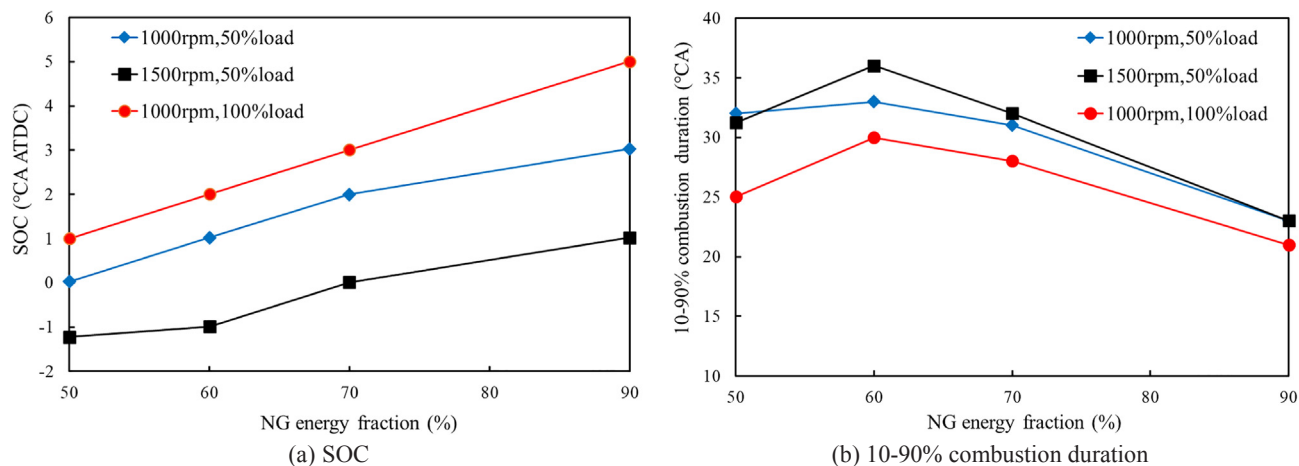 6
5
4
3
2
1
0
-1
-2
SOC (°CA ATDC)
1000rpm,50%load
1500rpm,50%load
1000rpm,100%load
50
60
70
80
90
NG energy fraction (%)
(a) SOC
40
35
30
25
20
15
10
10-90% combustion duration (°CA)
1000rpm,50%load
1500rpm,50%load
1000rpm,100%load
50
60
70
80
90
NG energy fraction (%)
(b) 10-90% combustion duration